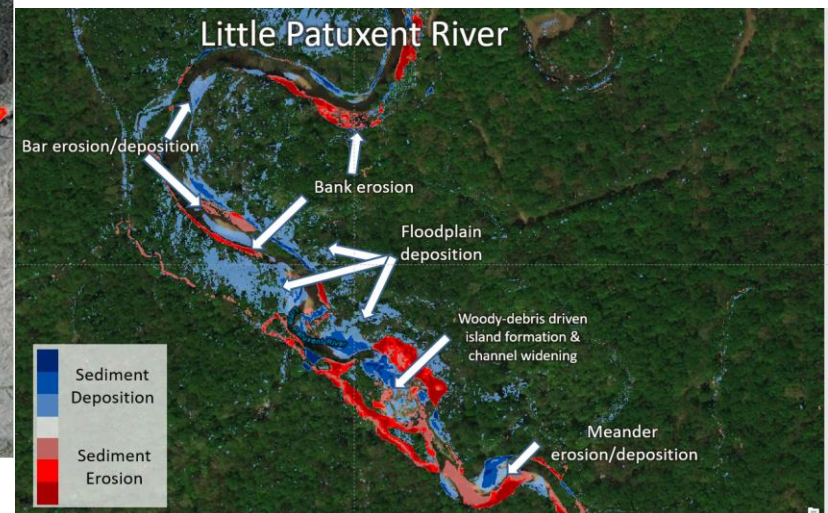 Little Patuxent River
Bar erosion/deposition
Bank erosion
Floodplain
deposition
Woody-debris driven
island formation &
channel widening
Meander
erosion/deposition
Sediment
Deposition
Sediment
Erosion
River